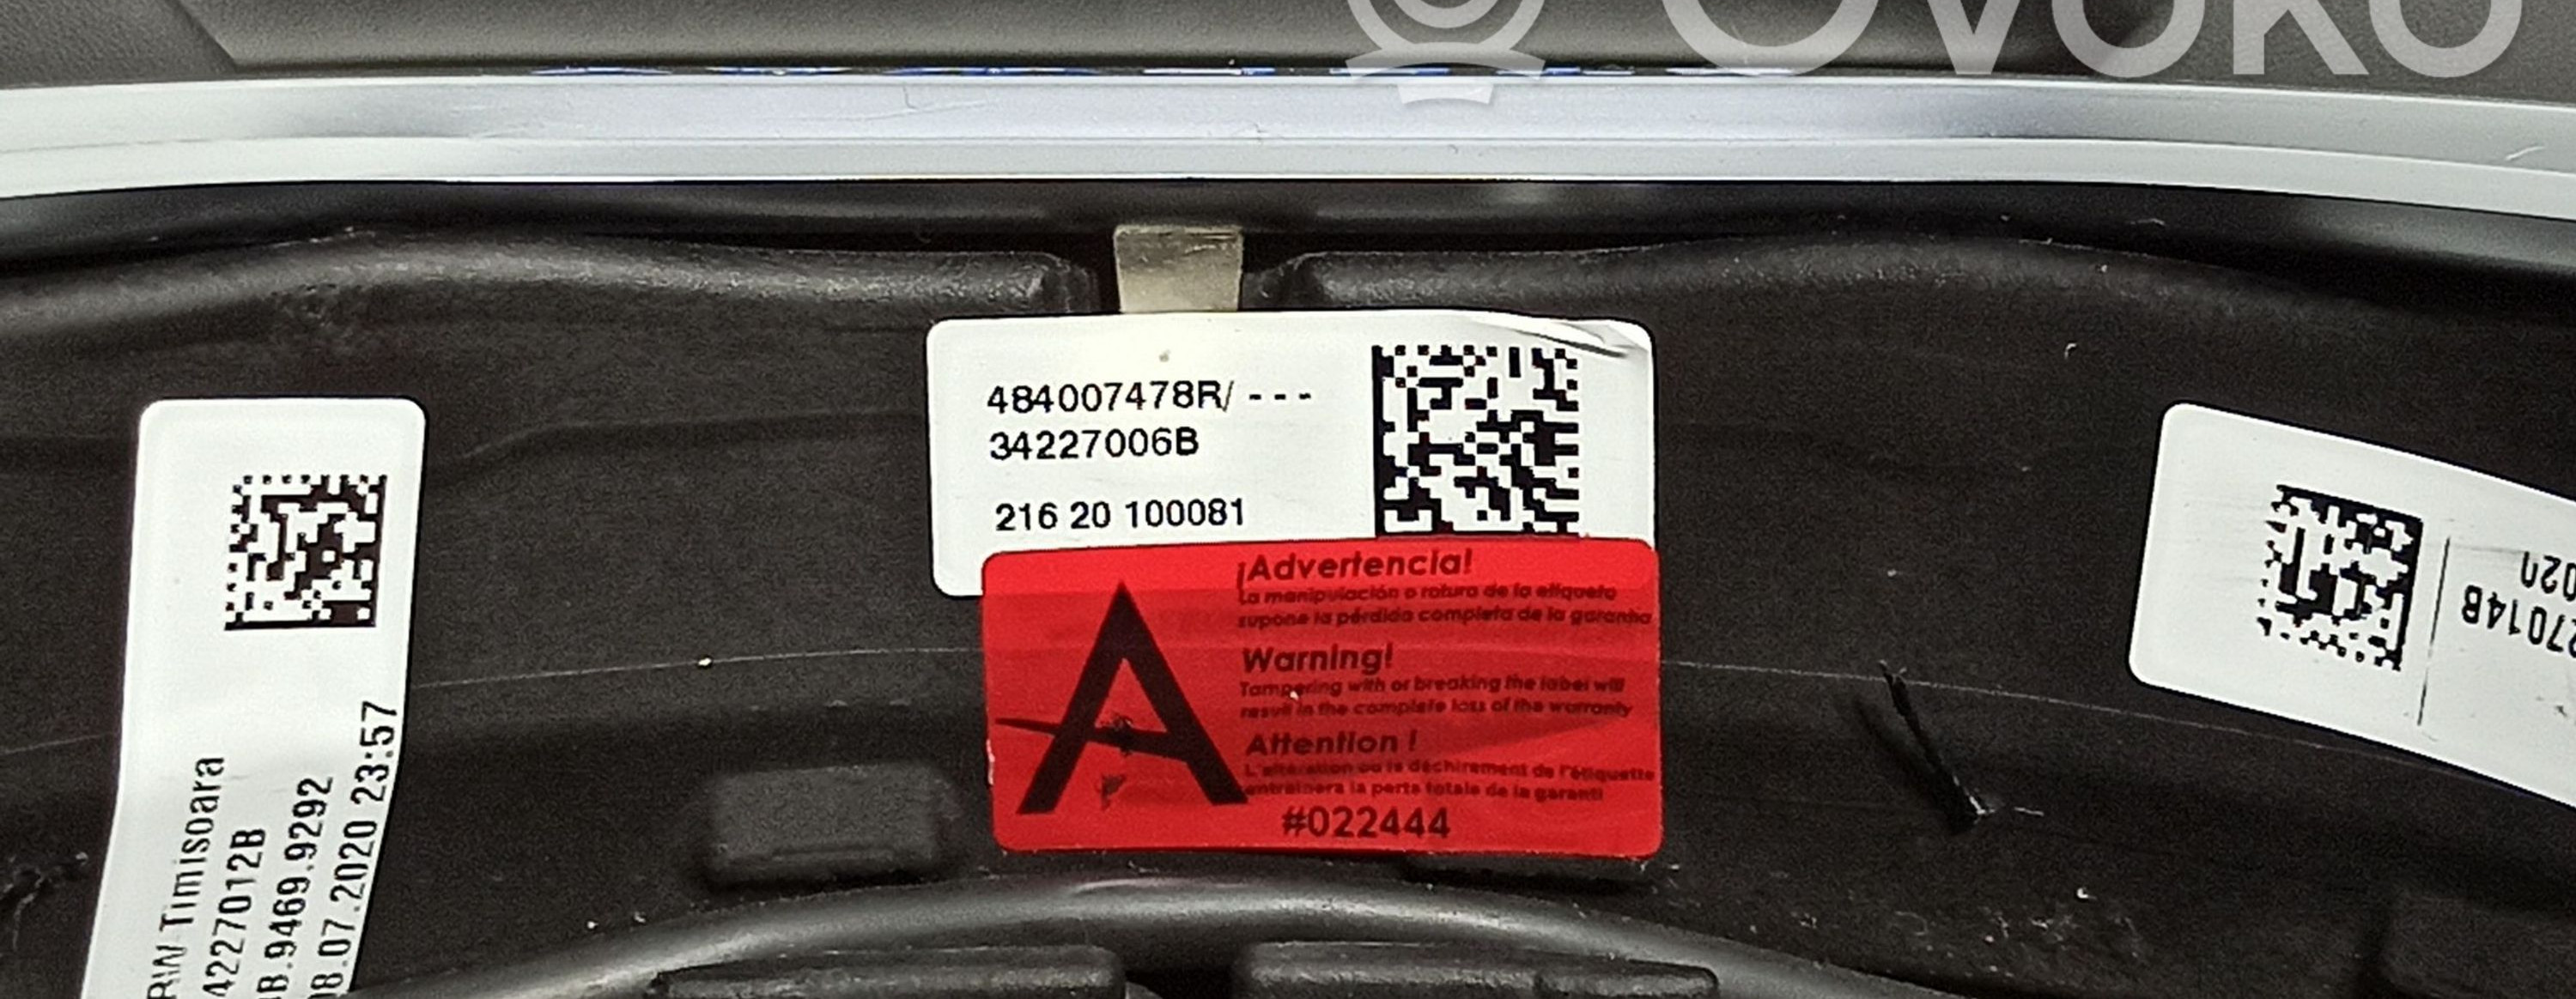 OVOKO
484007478R/ ---
34227006B
216 20 100081
¡Advertencia!
La manipulación o rotura de la etiqueta
supone la pérdida completa de la garantía
Warning!
Tampering with or breaking the label will
result in the complete loss of the warranty
Attention !
L'altération ou le déchirement de l'étiquette
entraînera la perte totale de la garanti
#022444
A
Timisoara
4227012B
B.9469.9292
08.07.2020 23:57
27014B
020